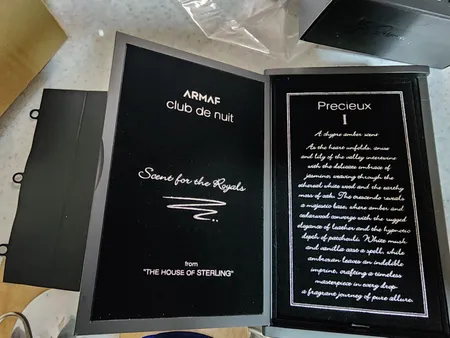 ARMAF
club de nuit
Scent for the Royals
from
"THE HOUSE OF STERLING"
Precieux
I
A chypre amber scent
As the heart unfolds, anise
and lily of the valley intertwine
with the delicate embrace of
jasmine, weaving through the
ethereal white wood and the earthy
moss of oak. The crescendo reveals
a majestic base, where amber and
cedarwood converge with the rugged
elegance of leather and the hypnotic
depth of patchouli. White musk
and vanilla cast a spell, while
ambroxan leaves an indelible
imprint, crafting a timeless
masterpiece in every drop
a fragrant journey of pure allure.